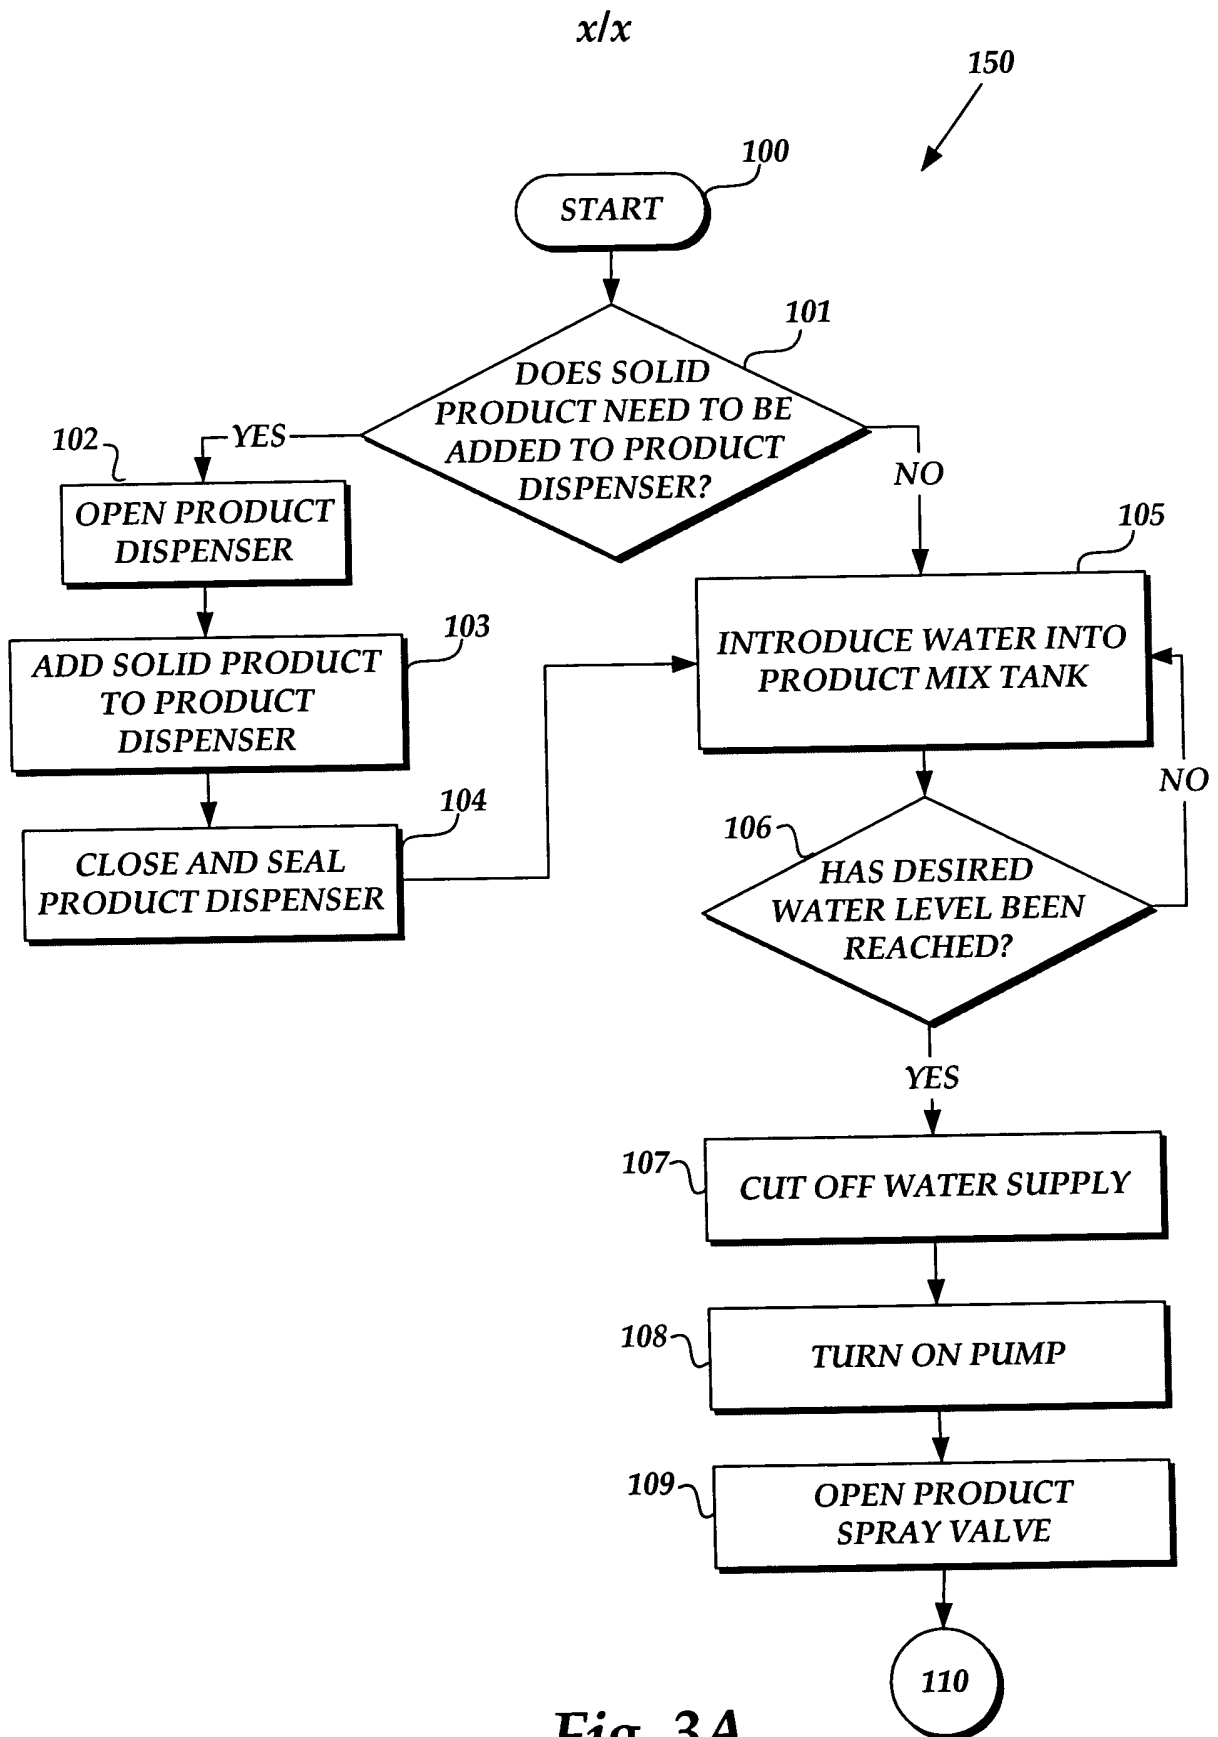 x/x
150
100
START
101
DOES SOLID
PRODUCT NEED TO BE
ADDED TO PRODUCT
DISPENSER?
YES
NO
102
OPEN PRODUCT
DISPENSER
103
ADD SOLID PRODUCT
TO PRODUCT
DISPENSER
104
CLOSE AND SEAL
PRODUCT DISPENSER
105
INTRODUCE WATER INTO
PRODUCT MIX TANK
NO
106
HAS DESIRED
WATER LEVEL BEEN
REACHED?
YES
107
CUT OFF WATER SUPPLY
108
TURN ON PUMP
109
OPEN PRODUCT
SPRAY VALVE
110
Fig. 3A